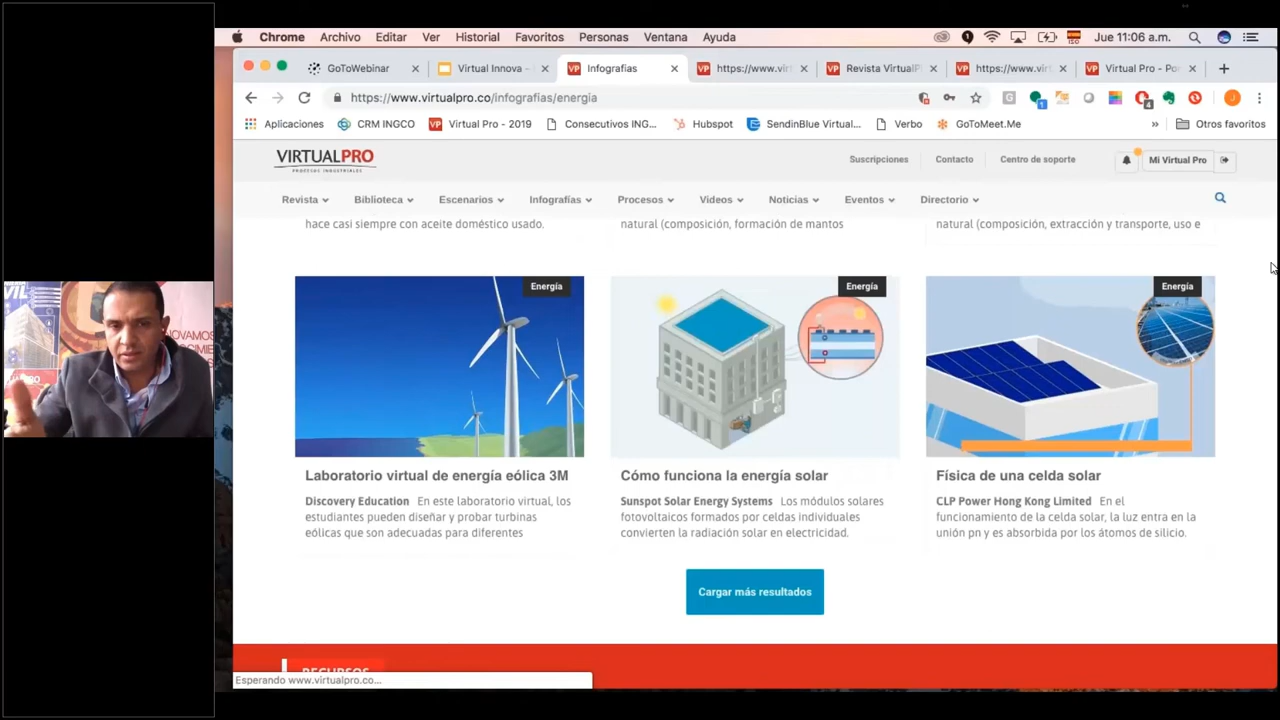 Chrome Archivo Editar Ver Historial Favoritos Personas Ventana Ayuda Jue 11:06 a.m.
GoToWebinar Virtual Innova – Infografías https://www.virt Revista VirtualP https://www.virt Virtual Pro - Por
https://www.virtualpro.co/infografias/energia
Aplicaciones CRM INGCO Virtual Pro - 2019 Consecutivos ING... Hubspot SendinBlue Virtual... Verbo GoToMeet.Me » Otros favoritos
VIRTUALPRO
PROCESOS INDUSTRIALES
Suscripciones Contacto Centro de soporte Mi Virtual Pro
Revista Biblioteca Escenarios Infografías Procesos Videos Noticias Eventos Directorio
hace casi siempre con aceite doméstico usado.
natural (composición, formación de mantos
natural (composición, extracción y transporte, uso e
Energía
Laboratorio virtual de energía eólica 3M
Discovery Education En este laboratorio virtual, los
estudiantes pueden diseñar y probar turbinas
eólicas que son adecuadas para diferentes
Energía
Cómo funciona la energía solar
Sunspot Solar Energy Systems Los módulos solares
fotovoltaicos formados por celdas individuales
convierten la radiación solar en electricidad.
Energía
Física de una celda solar
CLP Power Hong Kong Limited En el
funcionamiento de la celda solar, la luz entra en la
unión pn y es absorbida por los átomos de silicio.
Cargar más resultados
RECURSOS
Esperando www.virtualpro.co...